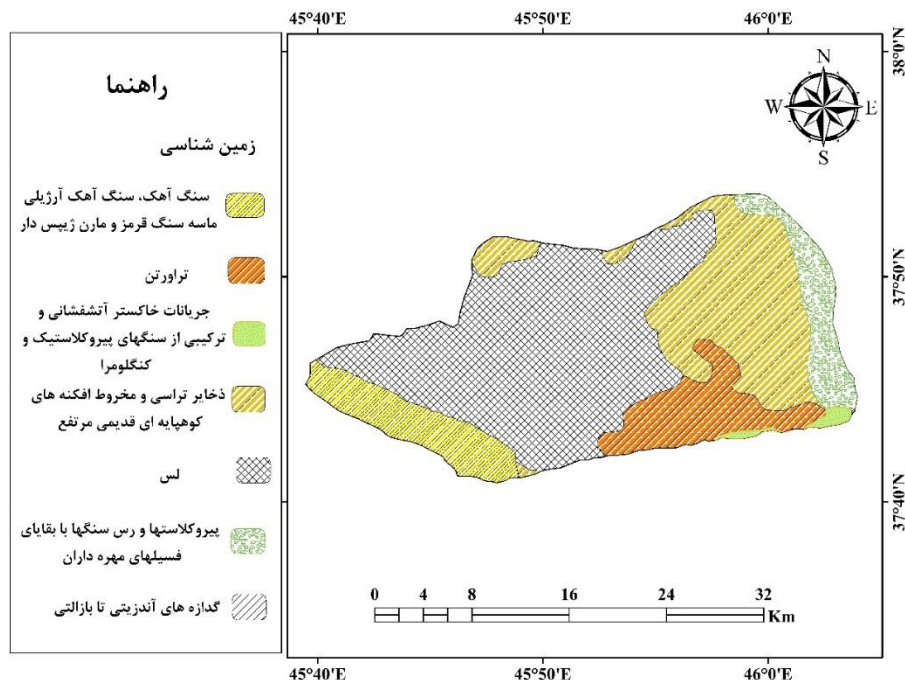 45°40'E
45°50'E
46°0'E
38°0'N
37°50'N
37°40'N
N
W
E
S
راهنما
زمین شناسی
سنگ آهک، سنگ آهک آرژیلی
ماسه سنگ قرمز و مارن ژیپس دار
تراورتن
جریانات خاکستر آتشفشانی و
ترکیبی از سنگهای پیروکلاستیک و
کنگلومرا
ذخایر تراسی و مخروط افکنه های
کوهپایه ای قدیمی مرتفع
لس
پیروکلاستها و رس سنگها با بقایای
فسیلهای مهره داران
گدازه های آندزیتی تا بازالتی
0 4 8 16 24 32
Km
45°40'E
45°50'E
46°0'E